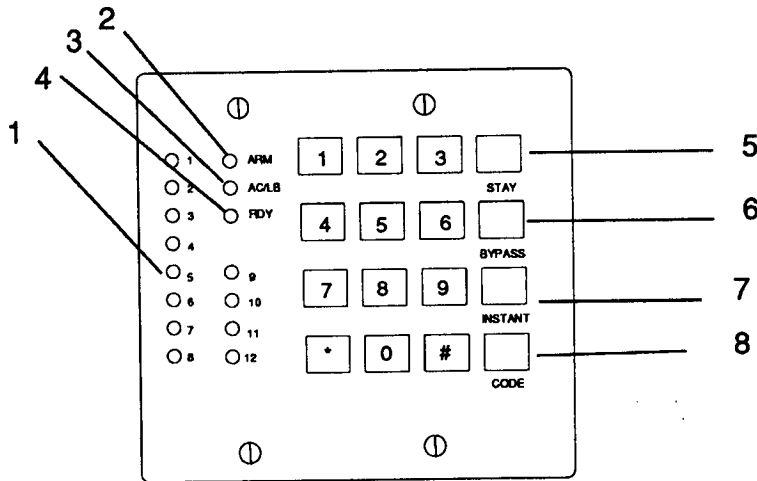 2
3
4
1
1 ARM 1 2 3 5
2 AC/LB STAY
3 RDY 4 5 6 6
4 BYPASS
5 9 7 8 9 7
6 10 INSTANT
7 11 * 0 # 8
8 12 CODE